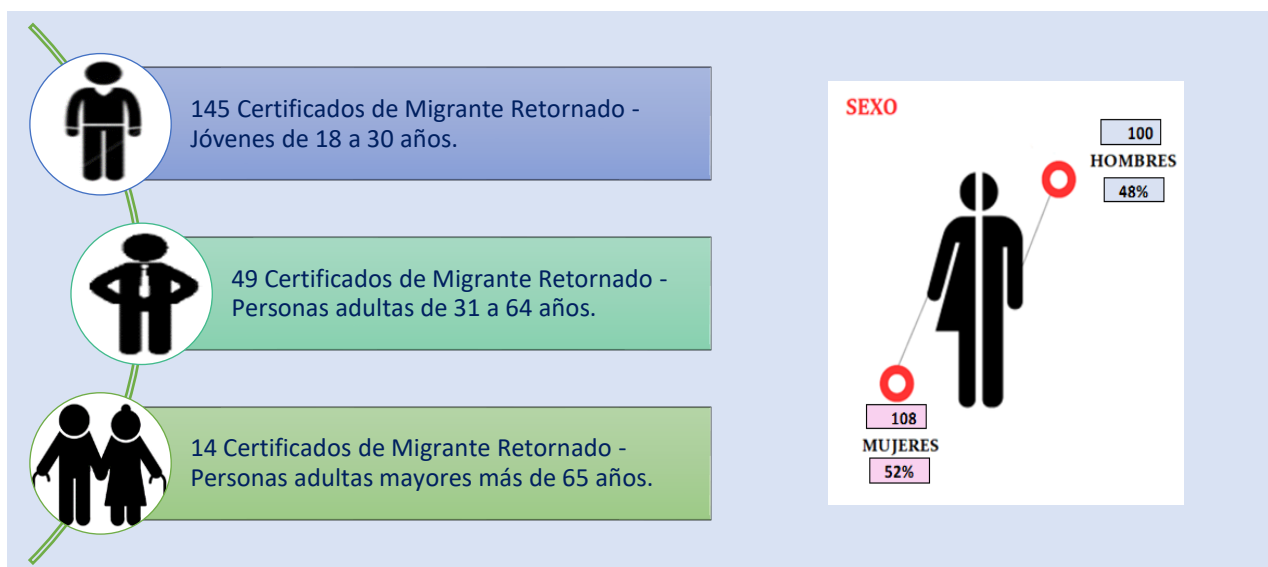 145 Certificados de Migrante Retornado -
Jóvenes de 18 a 30 años.
49 Certificados de Migrante Retornado -
Personas adultas de 31 a 64 años.
14 Certificados de Migrante Retornado -
Personas adultas mayores más de 65 años.
SEXO
100
HOMBRES
48%
108
MUJERES
52%